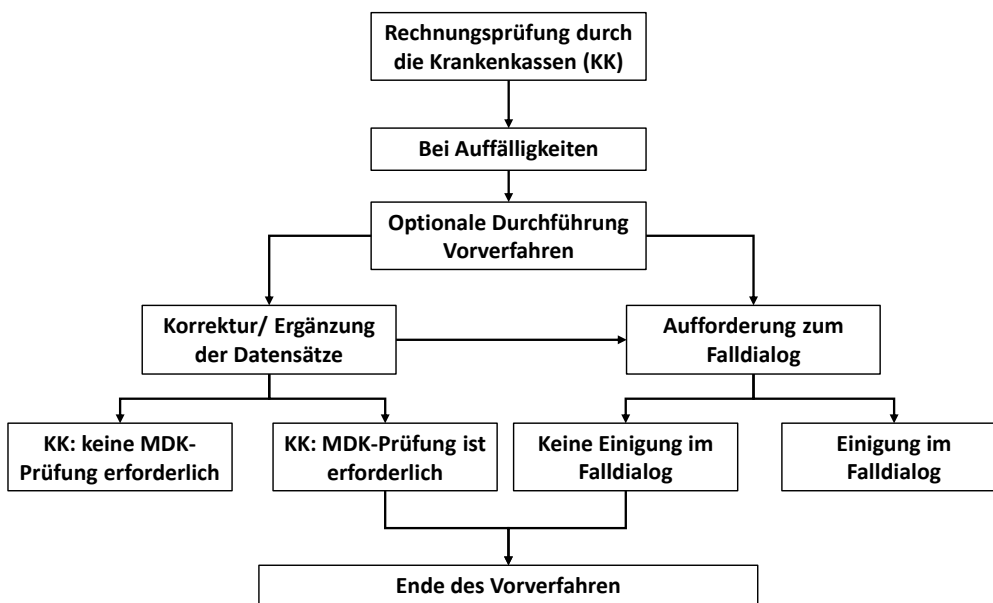 Rechnungsprüfung durch
die Krankenkassen (KK)
Bei Auffälligkeiten
Optionale Durchführung
Vorverfahren
Korrektur/ Ergänzung
der Datensätze
Aufforderung zum
Falldialog
KK: keine MDK-
Prüfung erforderlich
KK: MDK-Prüfung ist
erforderlich
Keine Einigung im
Falldialog
Einigung im
Falldialog
Ende des Vorverfahren